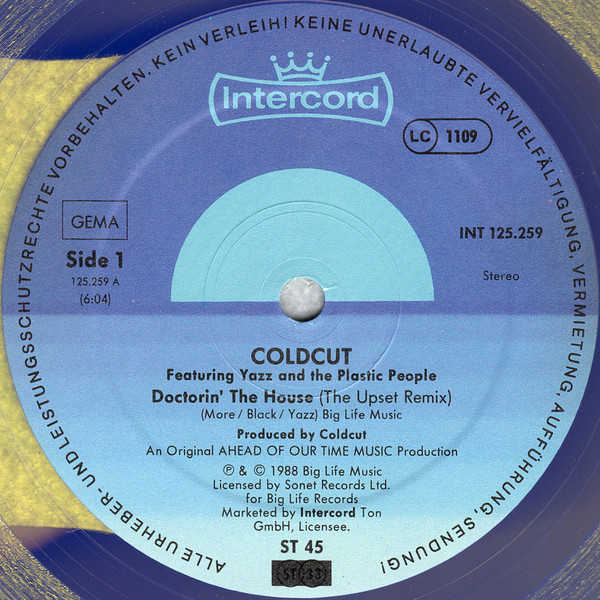 ALLE URHEBER- UND LEISTUNGSSCHUTZRECHTE VORBEHALTEN. KEIN VERLEIH! KEINE UNERLAUBTE VERVIELFÄLTIGUNG, VERMIETUNG, AUFFÜHRUNG, SENDUNG!
Intercord
LC 1109
GEMA
INT 125.259
Side 1
125.259 A
Stereo
(6:04)
COLDCUT
Featuring Yazz and the Plastic People
Doctorin' The House (The Upset Remix)
(More / Black / Yazz) Big Life Music
Produced by Coldcut
An Original AHEAD OF OUR TIME MUSIC Production
℗ & © 1988 Big Life Music
Licensed by Sonet Records Ltd.
for Big Life Records
Marketed by Intercord Ton
GmbH, Licensee.
ST 45
ST 33